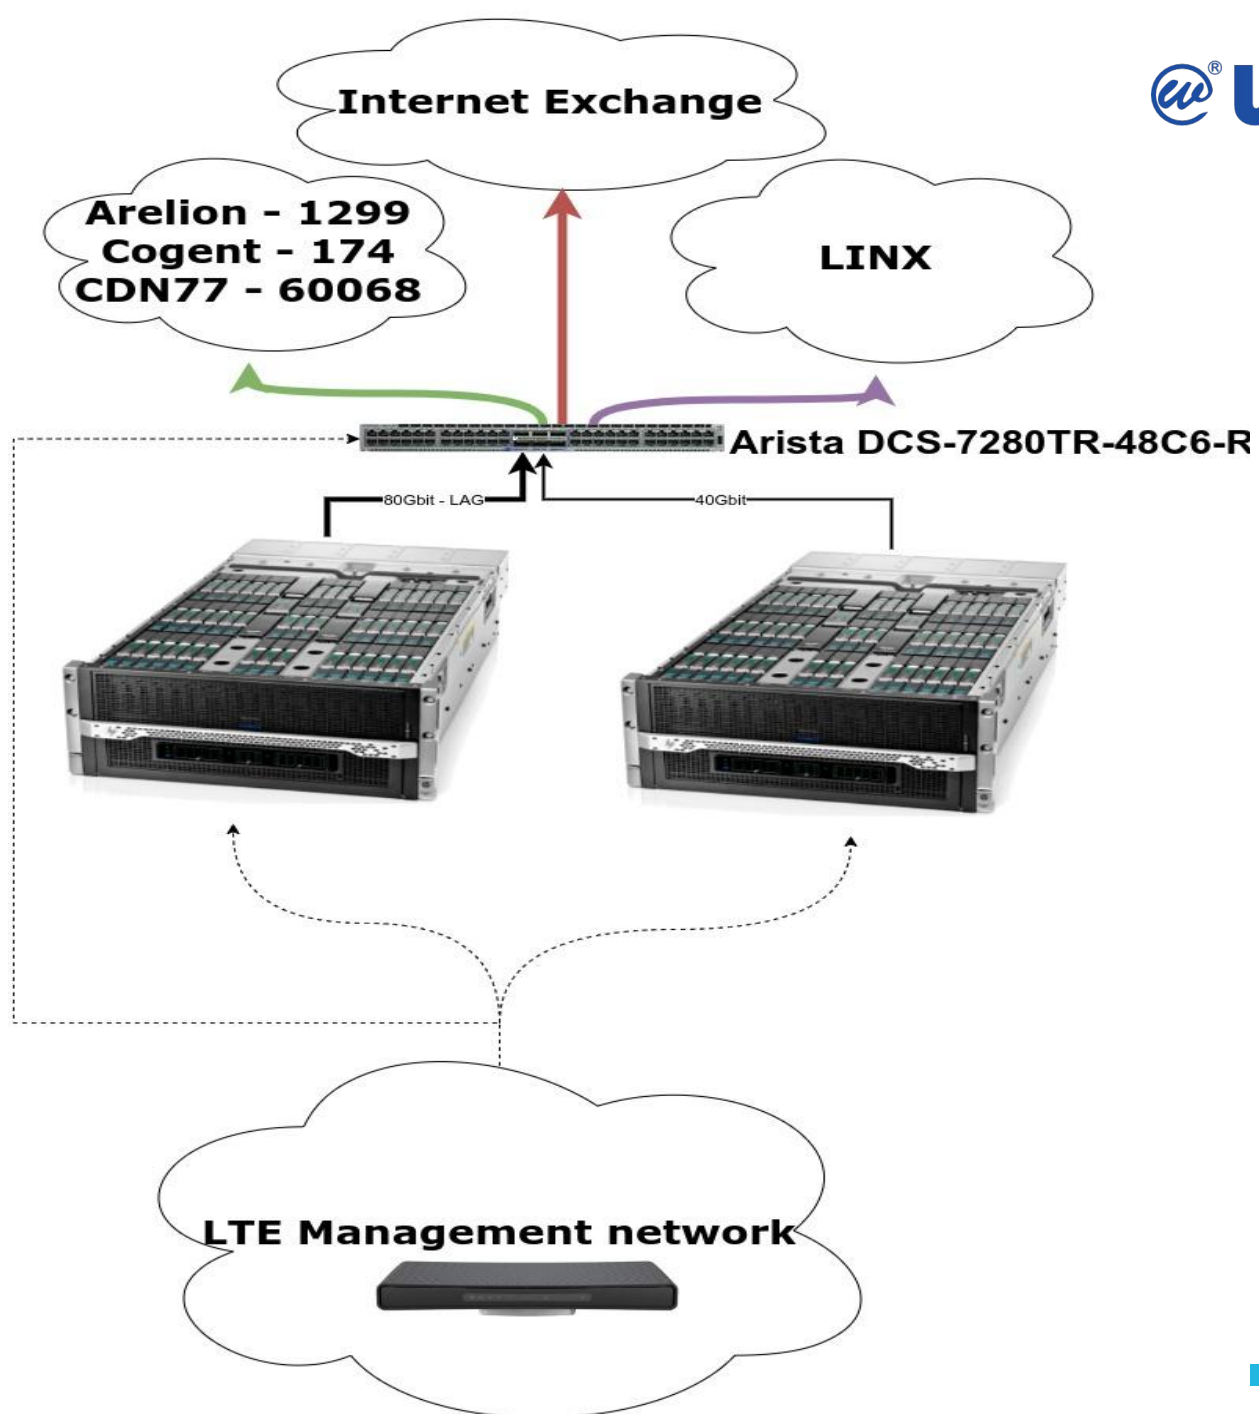 Internet Exchange
Arelion - 1299
Cogent - 174
CDN77 - 60068
LINX
Arista DCS-7280TR-48C6-R
80Gbit - LAG
40Gbit
LTE Management network